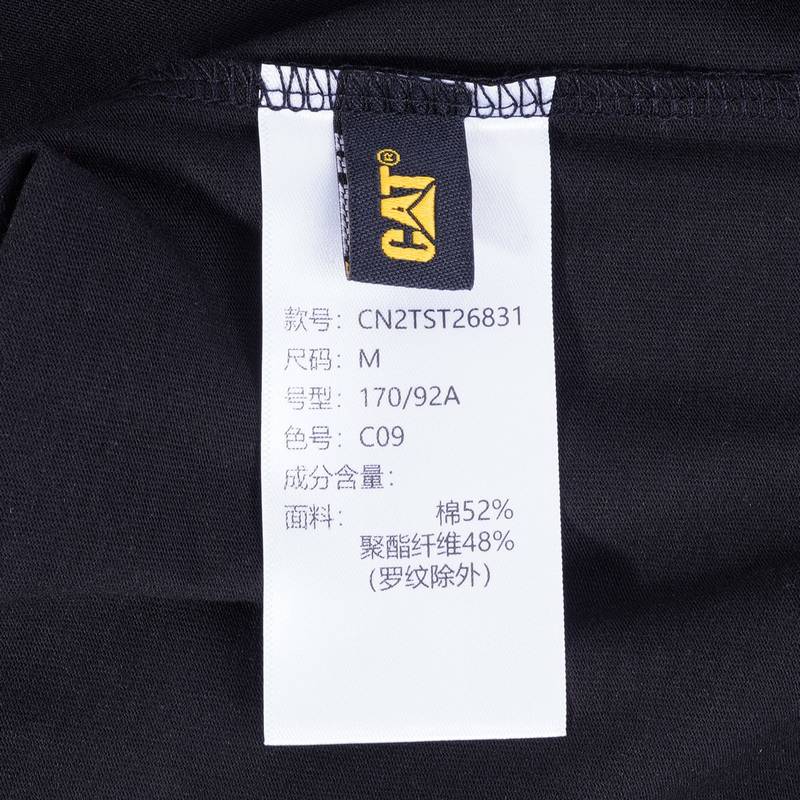 CAT®
款号：CN2TST26831
尺码：M
号型：170/92A
色号：C09
成分含量：
面料： 棉52%
聚酯纤维48%
（罗纹除外）